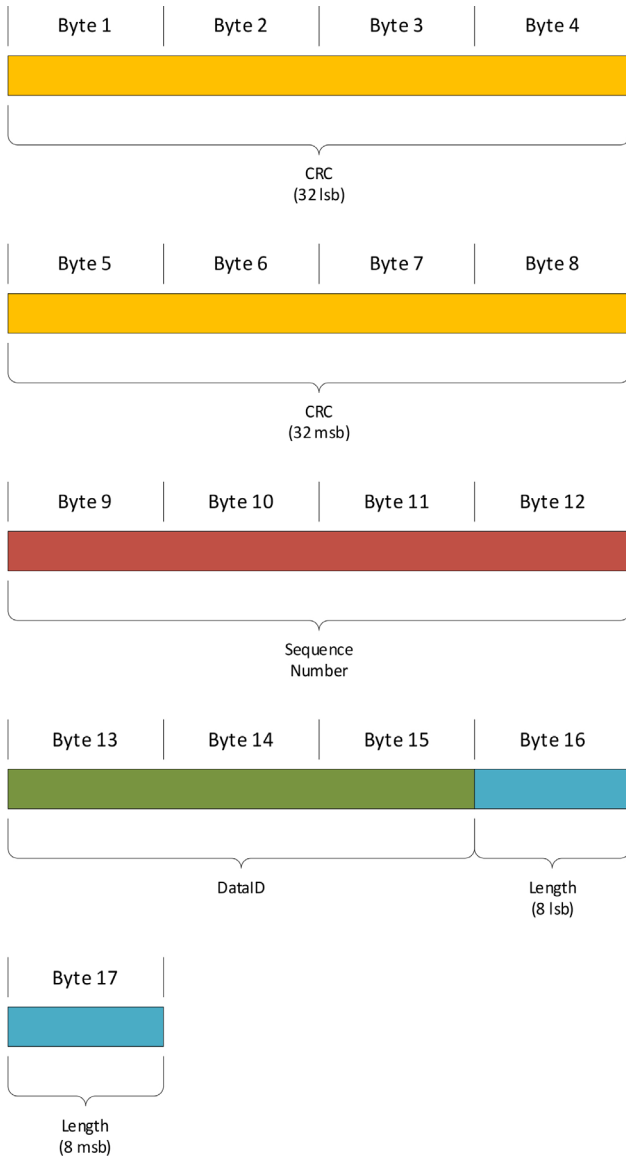 Byte 1 Byte 2 Byte 3 Byte 4
CRC
(32 lsb)
Byte 5 Byte 6 Byte 7 Byte 8
CRC
(32 msb)
Byte 9 Byte 10 Byte 11 Byte 12
Sequence
Number
Byte 13 Byte 14 Byte 15 Byte 16
DataID Length
(8 lsb)
Byte 17
Length
(8 msb)